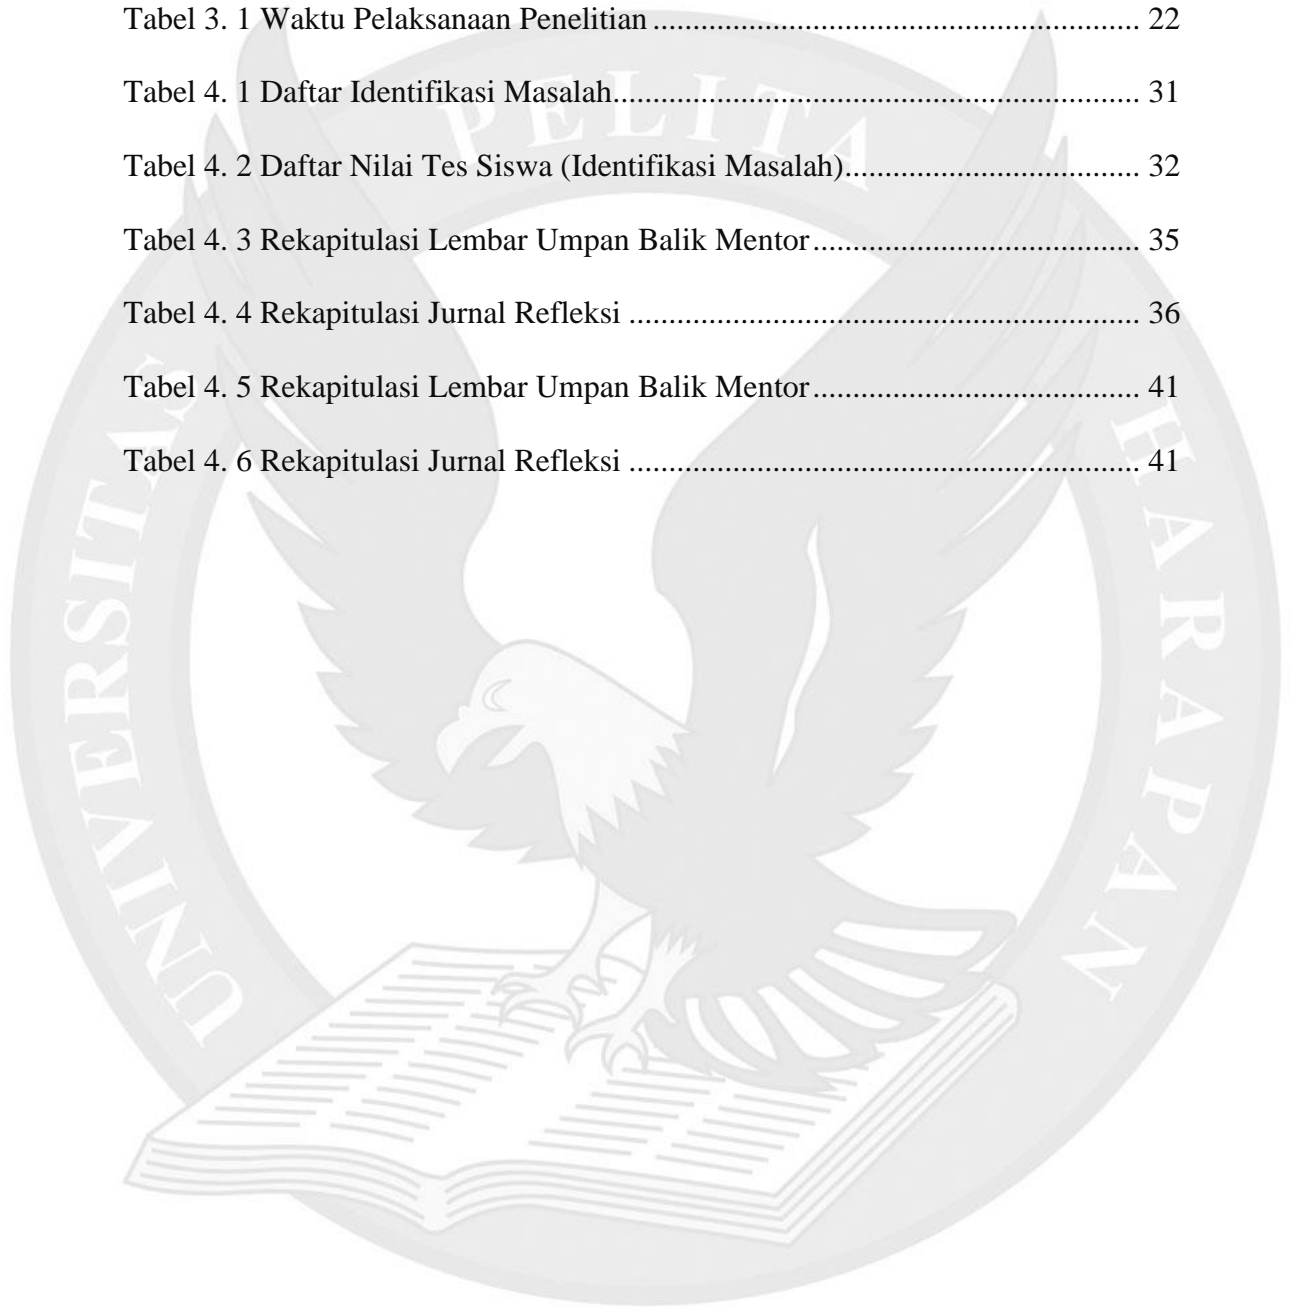 Tabel 3. 1 Waktu Pelaksanaan Penelitian ............................................................. 22
Tabel 4. 1 Daftar Identifikasi Masalah.................................................................. 31
Tabel 4. 2 Daftar Nilai Tes Siswa (Identifikasi Masalah)..................................... 32
Tabel 4. 3 Rekapitulasi Lembar Umpan Balik Mentor ......................................... 35
Tabel 4. 4 Rekapitulasi Jurnal Refleksi ................................................................ 36
Tabel 4. 5 Rekapitulasi Lembar Umpan Balik Mentor ......................................... 41
Tabel 4. 6 Rekapitulasi Jurnal Refleksi ................................................................ 41
UNIVERSITAS PELITA HARAPAN